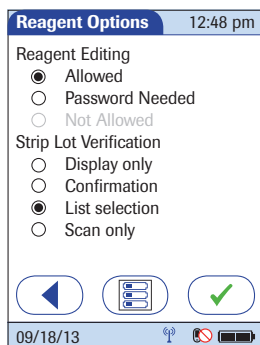 Reagent Options 12:48 pm
Reagent Editing
Allowed
Password Needed
Not Allowed
Strip Lot Verification
Display only
Confirmation
List selection
Scan only
09/18/13